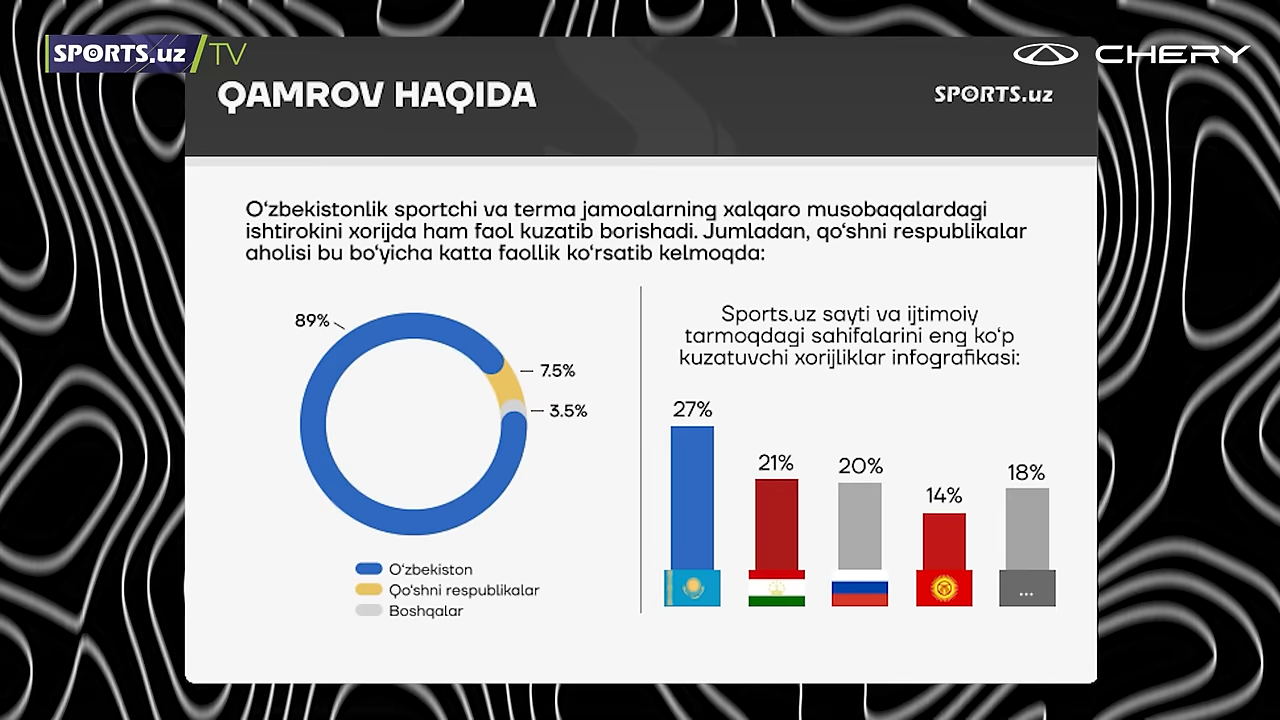 SPORTS.uz/TV
CHERY
QAMROV HAQIDA
SPORTS.uz
O‘zbekistonlik sportchi va terma jamoalarning xalqaro musobaqalardagi
ishtirokini xorijda ham faol kuzatib borishadi. Jumladan, qo‘shni respublikalar
aholisi bu bo‘yicha katta faollik ko‘rsatib kelmoqda:
89%
7.5%
3.5%
O‘zbekiston
Qo‘shni respublikalar
Boshqalar
Sports.uz sayti va ijtimoiy
tarmoqdagi sahifalarini eng ko‘p
kuzatuvchi xorijliklar infografikasi:
27%
21%
20%
14%
18%
...